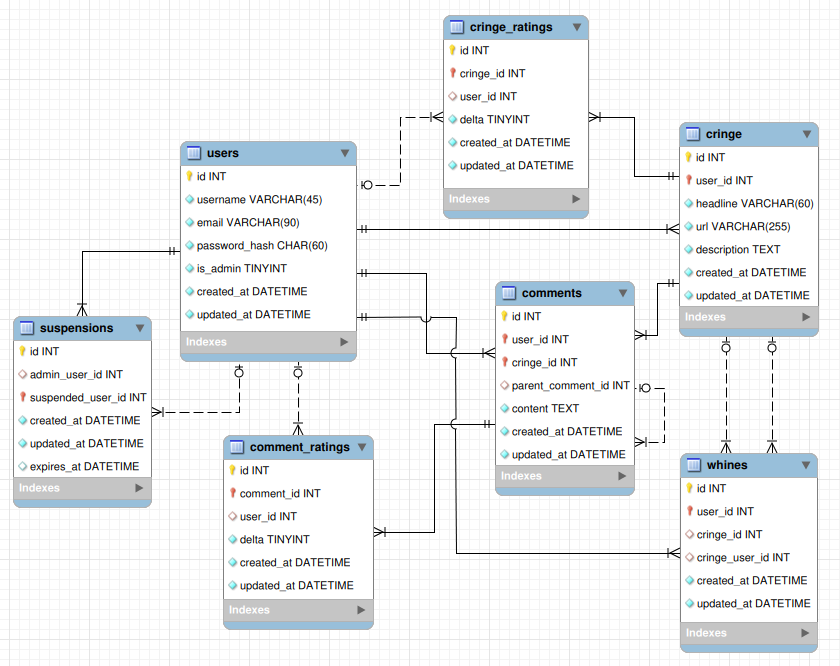 cringe_ratings
id INT
cringe_id INT
user_id INT
delta TINYINT
created_at DATETIME
updated_at DATETIME
Indexes
cringe
id INT
user_id INT
headline VARCHAR(60)
url VARCHAR(255)
description TEXT
created_at DATETIME
updated_at DATETIME
Indexes
users
id INT
username VARCHAR(45)
email VARCHAR(90)
password_hash CHAR(60)
is_admin TINYINT
created_at DATETIME
updated_at DATETIME
Indexes
comments
id INT
user_id INT
cringe_id INT
parent_comment_id INT
content TEXT
created_at DATETIME
updated_at DATETIME
Indexes
suspensions
id INT
admin_user_id INT
suspended_user_id INT
created_at DATETIME
updated_at DATETIME
expires_at DATETIME
Indexes
comment_ratings
id INT
comment_id INT
user_id INT
delta TINYINT
created_at DATETIME
updated_at DATETIME
Indexes
whines
id INT
user_id INT
cringe_id INT
cringe_user_id INT
created_at DATETIME
updated_at DATETIME
Indexes